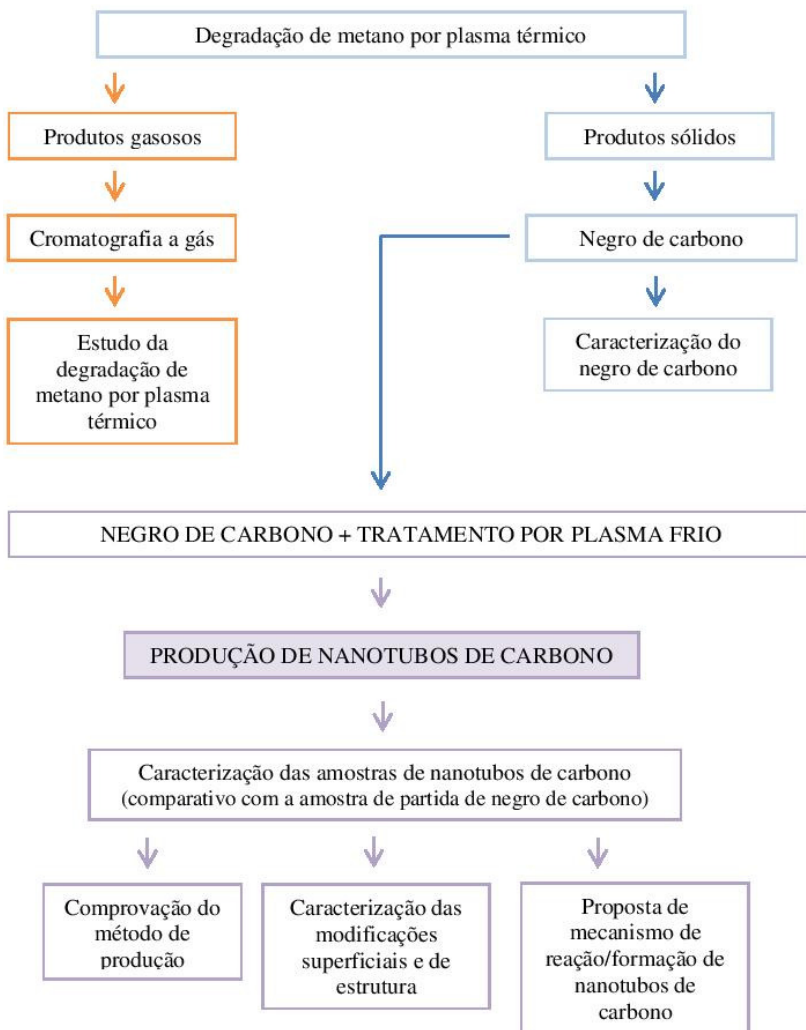 Degradação de metano por plasma térmico
Produtos gasosos
Produtos sólidos
Cromatografia a gás
Negro de carbono
Estudo da
degradação de
metano por plasma
térmico
Caracterização do
negro de carbono
NEGRO DE CARBONO + TRATAMENTO POR PLASMA FRIO
PRODUÇÃO DE NANOTUBOS DE CARBONO
Caracterização das amostras de nanotubos de carbono
(comparativo com a amostra de partida de negro de carbono)
Comprovação do
método de
produção
Caracterização das
modificações
superficiais e de
estrutura
Proposta de
mecanismo de
reação/formação de
nanotubos de
carbono